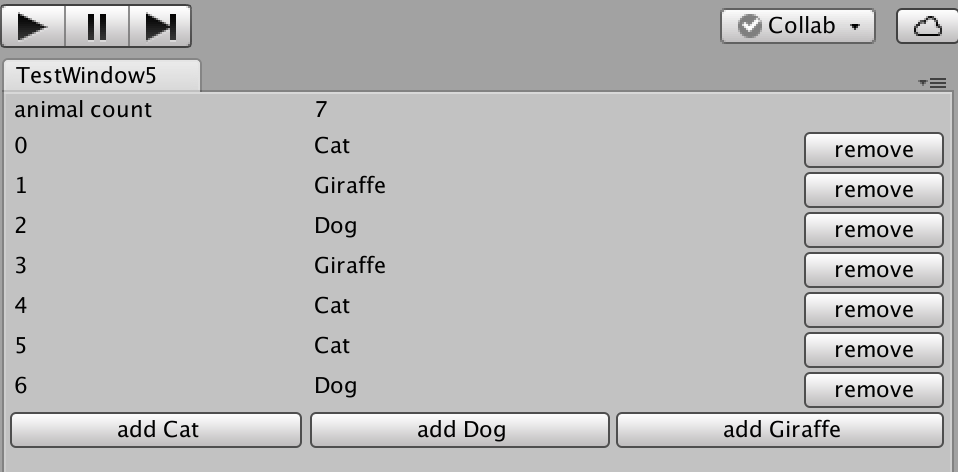 Collab
TestWindow5
animal count 7
0 Cat remove
1 Giraffe remove
2 Dog remove
3 Giraffe remove
4 Cat remove
5 Cat remove
6 Dog remove
add Cat add Dog add Giraffe